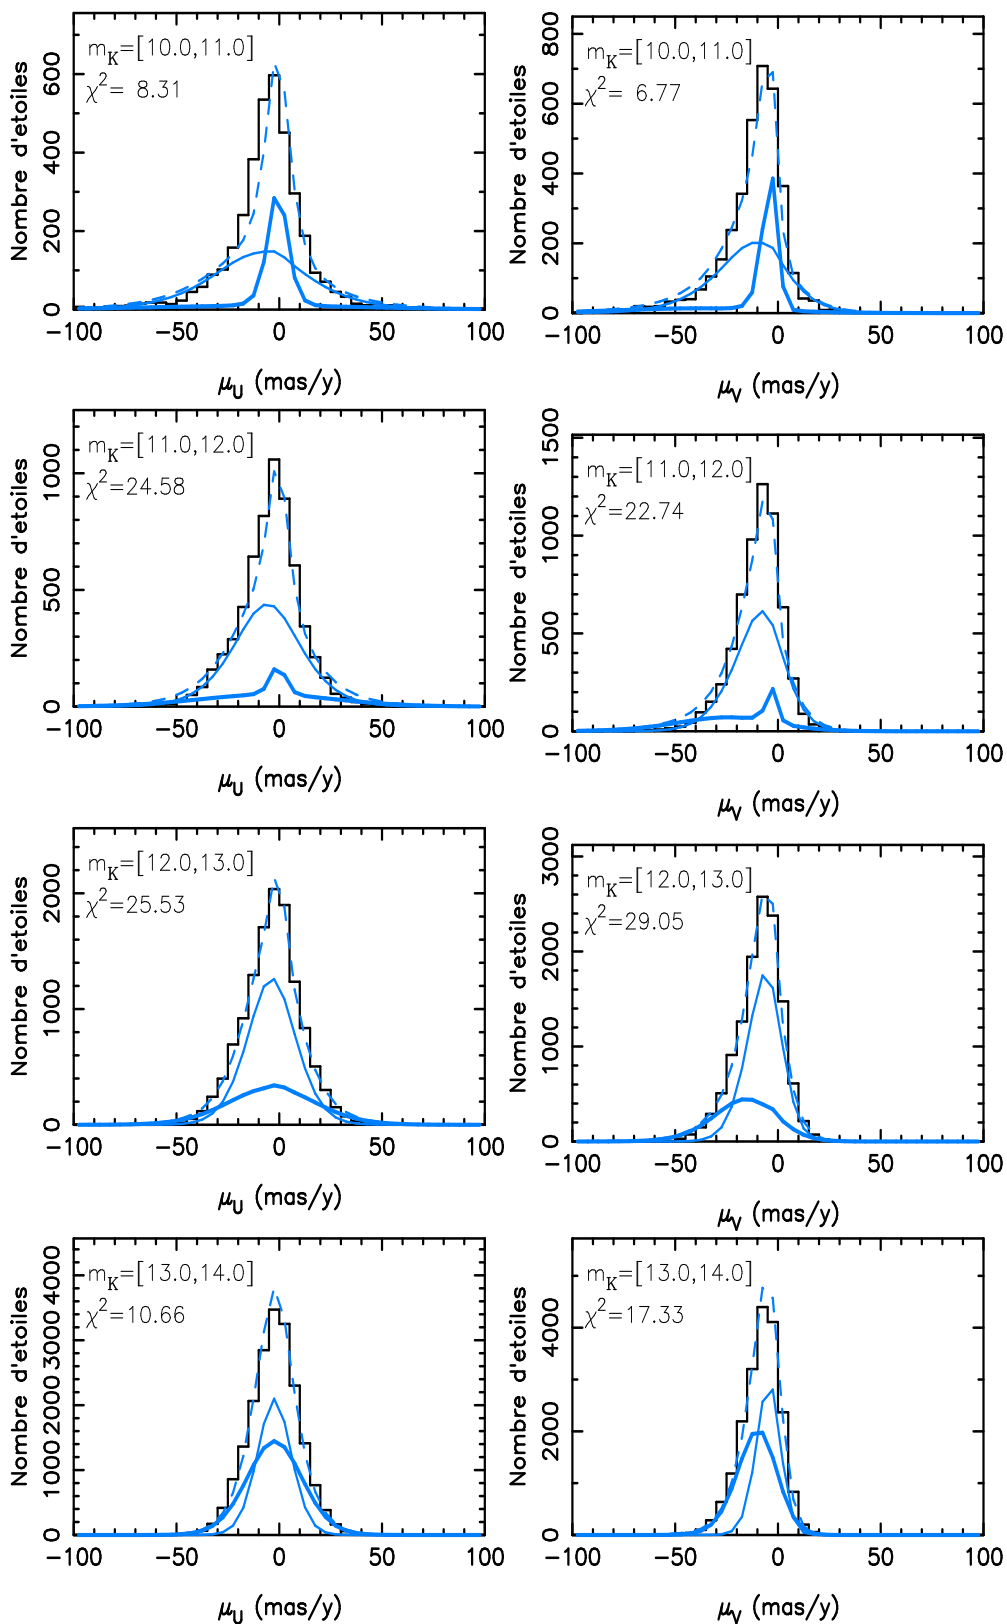 m_K=[10.0,11.0]
χ²= 8.31
Nombre d'etoiles
0 200 400 600
−100 −50 0 50 100
μ_U (mas/y)
m_K=[10.0,11.0]
χ²= 6.77
Nombre d'etoiles
0 200 400 600 800
−100 −50 0 50 100
μ_V (mas/y)
m_K=[11.0,12.0]
χ²=24.58
Nombre d'etoiles
0 500 1000
−100 −50 0 50 100
μ_U (mas/y)
m_K=[11.0,12.0]
χ²=22.74
Nombre d'etoiles
0 500 1000 1500
−100 −50 0 50 100
μ_V (mas/y)
m_K=[12.0,13.0]
χ²=25.53
Nombre d'etoiles
0 1000 2000
−100 −50 0 50 100
μ_U (mas/y)
m_K=[12.0,13.0]
χ²=29.05
Nombre d'etoiles
0 1000 2000 3000
−100 −50 0 50 100
μ_V (mas/y)
m_K=[13.0,14.0]
χ²=10.66
Nombre d'etoiles
0 1000 2000 3000 4000
−100 −50 0 50 100
μ_U (mas/y)
m_K=[13.0,14.0]
χ²=17.33
Nombre d'etoiles
0 2000 4000
−100 −50 0 50 100
μ_V (mas/y)